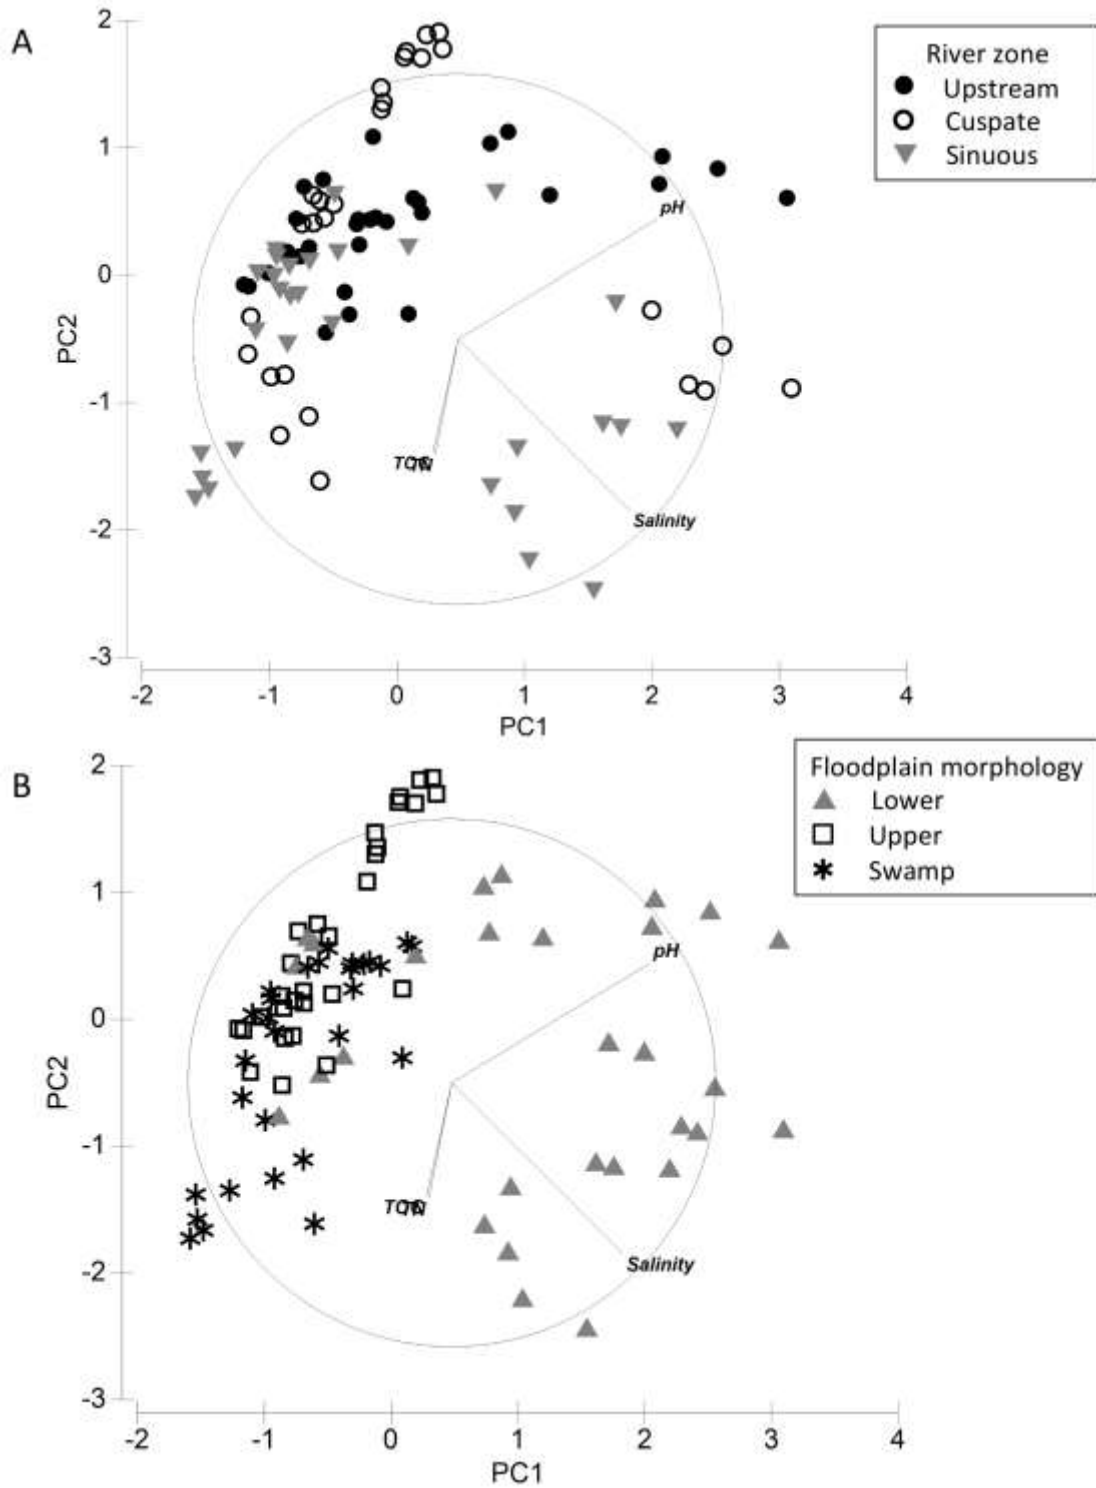 A
2
1
0
-1
-2
-3
PC2
River zone
Upstream
Cuspate
Sinuous
pH
Salinity
-2 -1 0 1 2 3 4
PC1
B
2
1
0
-1
-2
-3
PC2
Floodplain morphology
Lower
Upper
Swamp
pH
Salinity
-2 -1 0 1 2 3 4
PC1